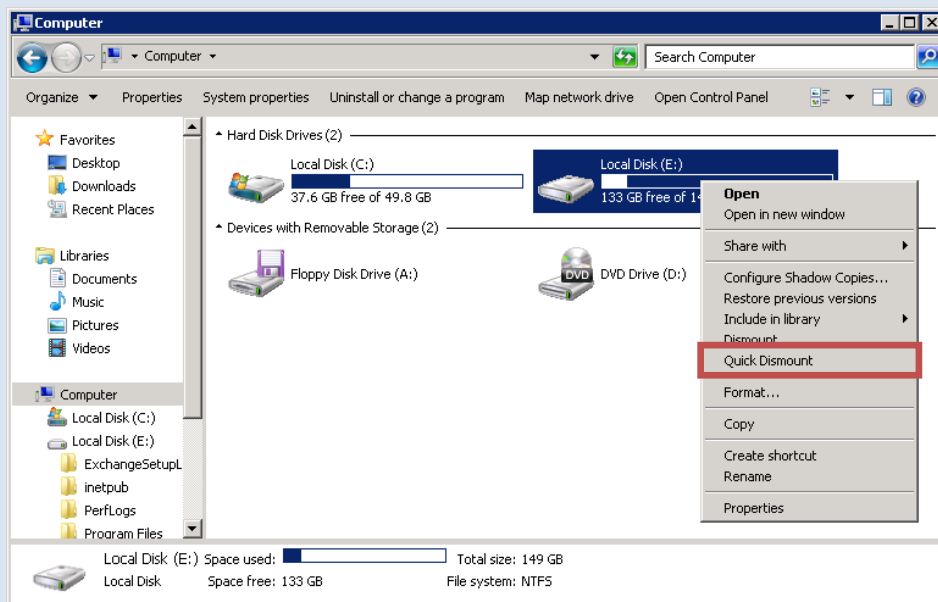 Computer
Computer
Search Computer
Organize Properties System properties Uninstall or change a program Map network drive Open Control Panel
Favorites
Desktop
Downloads
Recent Places
Libraries
Documents
Music
Pictures
Videos
Computer
Local Disk (C:)
Local Disk (E:)
ExchangeSetupL
inetpub
PerfLogs
Program Files
Hard Disk Drives (2)
Local Disk (C:)
37.6 GB free of 49.8 GB
Local Disk (E:)
133 GB free of 14
Devices with Removable Storage (2)
Floppy Disk Drive (A:)
DVD
DVD Drive (D:)
Open
Open in new window
Share with
Configure Shadow Copies...
Restore previous versions
Include in library
Dismount
Quick Dismount
Format...
Copy
Create shortcut
Rename
Properties
Local Disk (E:) Space used: Total size: 149 GB
Local Disk Space free: 133 GB File system: NTFS